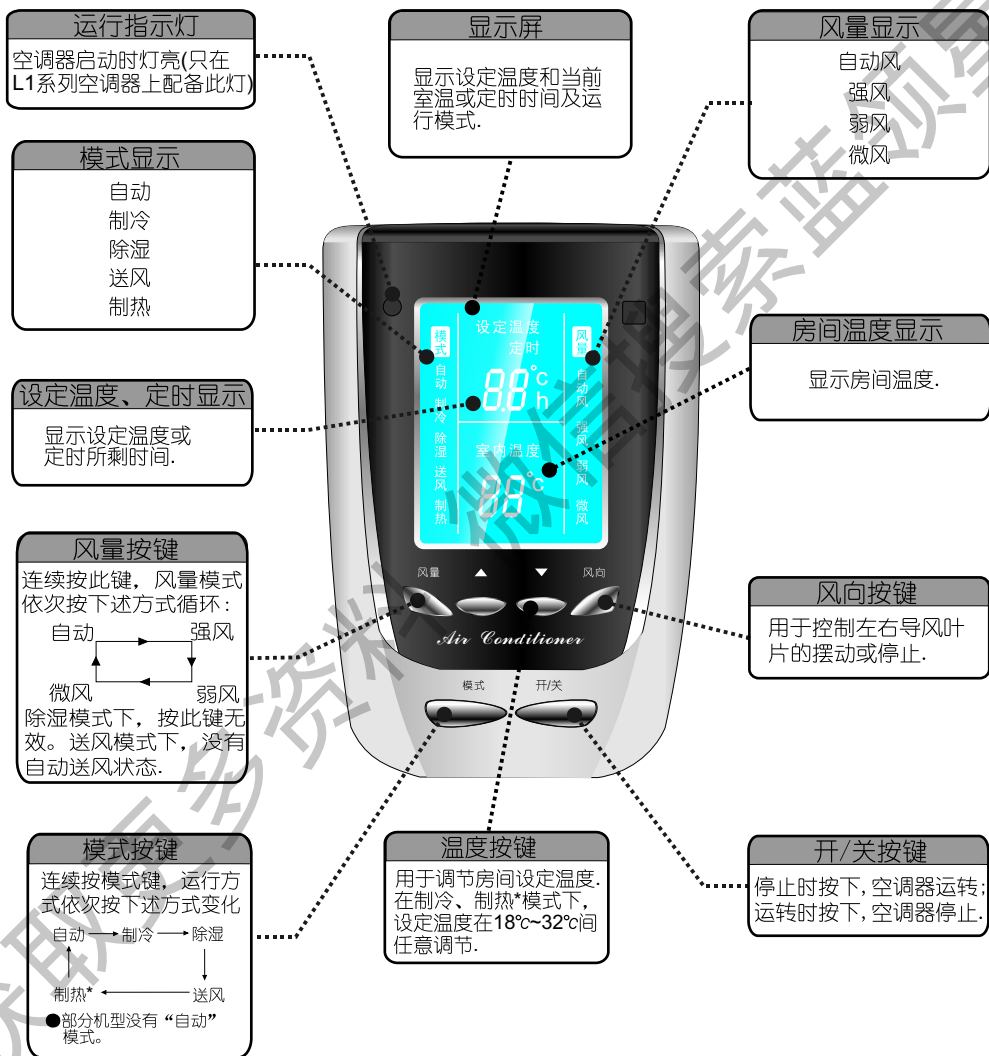 运行指示灯
空调器启动时灯亮(只在
L1系列空调器上配备此灯)
显示屏
显示设定温度和当前
室温或定时时间及运
行模式.
风量显示
自动风
强风
弱风
微风
模式显示
自动
制冷
除湿
送风
制热
设定温度、定时显示
显示设定温度或
定时所剩时间.
房间温度显示
显示房间温度.
模式
自动
制冷
除湿
送风
制热
设定温度
定时
88°C
h
室内温度
88°C
风量
自动风
强风
弱风
微风
风量 ▲ ▼ 风向
Air Conditioner
模式 开/关
风量按键
连续按此键，风量模式
依次按下述方式循环：
自动 强风
微风 弱风
除湿模式下，按此键无
效。送风模式下，没有
自动送风状态.
风向按键
用于控制左右导风叶
片的摆动或停止.
模式按键
连续按模式键，运行方
式依次按下述方式变化
自动 → 制冷 → 除湿
制热* ← 送风
●部分机型没有“自动”
模式。
温度按键
用于调节房间设定温度.
在制冷、制热*模式下，
设定温度在18℃~32℃间
任意调节.
开/关按键
停止时按下，空调器运转;
运转时按下，空调器停止.
获取更多资料 微信搜索蓝领星